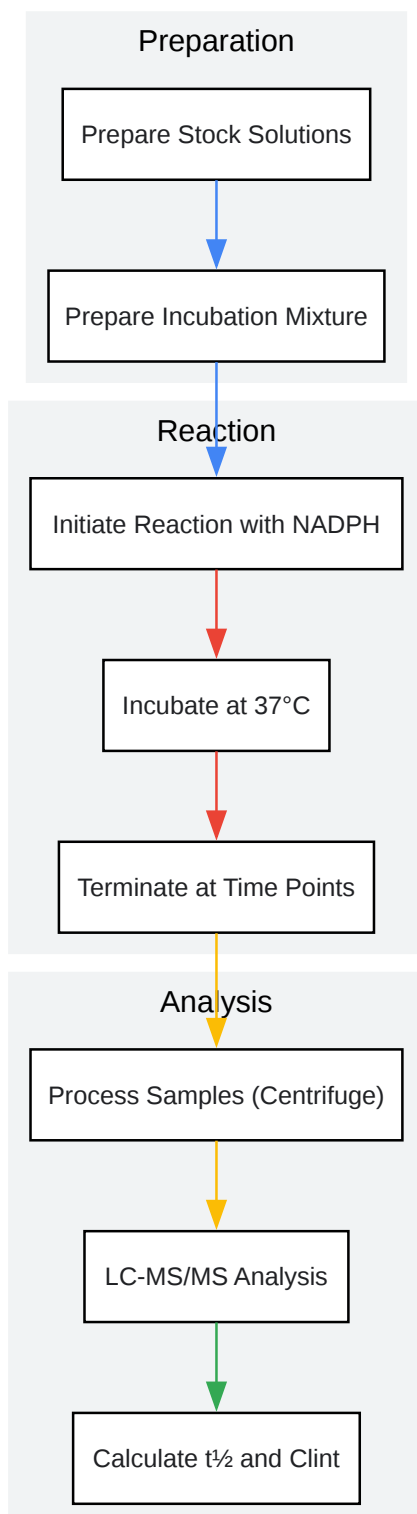 Preparation
Prepare Stock Solutions
Prepare Incubation Mixture
Reaction
Initiate Reaction with NADPH
Incubate at 37°C
Terminate at Time Points
Analysis
Process Samples (Centrifuge)
LC-MS/MS Analysis
Calculate t½ and Clint